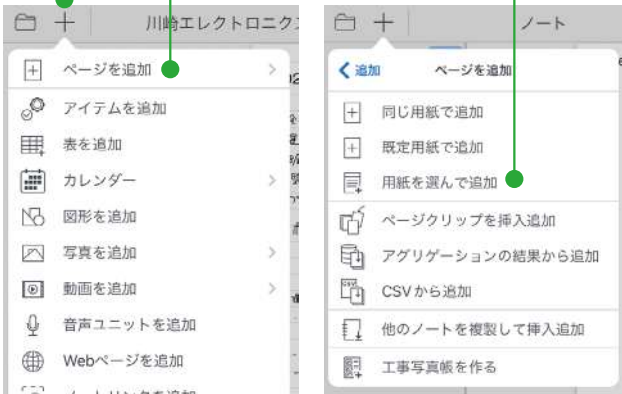 川崎エレクトロニク
ページを追加
アイテムを追加
表を追加
カレンダー
図形を追加
写真を追加
動画を追加
音声ユニットを追加
Webページを追加
ノート
追加
ページを追加
同じ用紙で追加
既定用紙で追加
用紙を選んで追加
ページクリップを挿入追加
アグリゲーションの結果から追加
CSVから追加
他のノートを複製して挿入追加
工事写真帳を作る